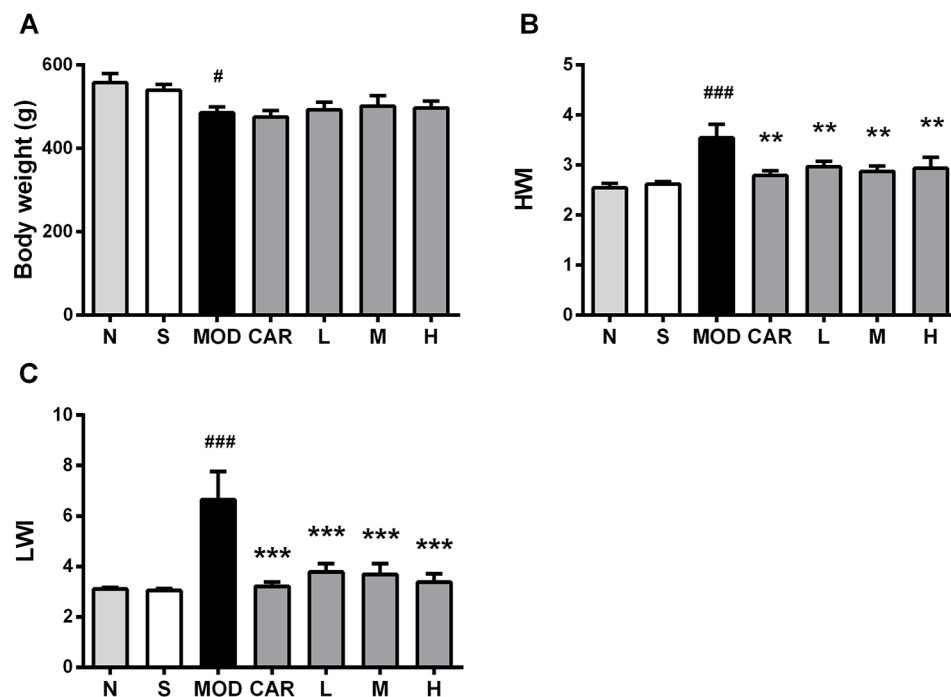 A
Body weight (g)
600
400
200
0
#
N S MOD CAR L M H
B
HWI
5
4
3
2
1
0
###
** ** ** **
N S MOD CAR L M H
C
LWI
10
8
6
4
2
0
###
*** *** *** ***
N S MOD CAR L M H